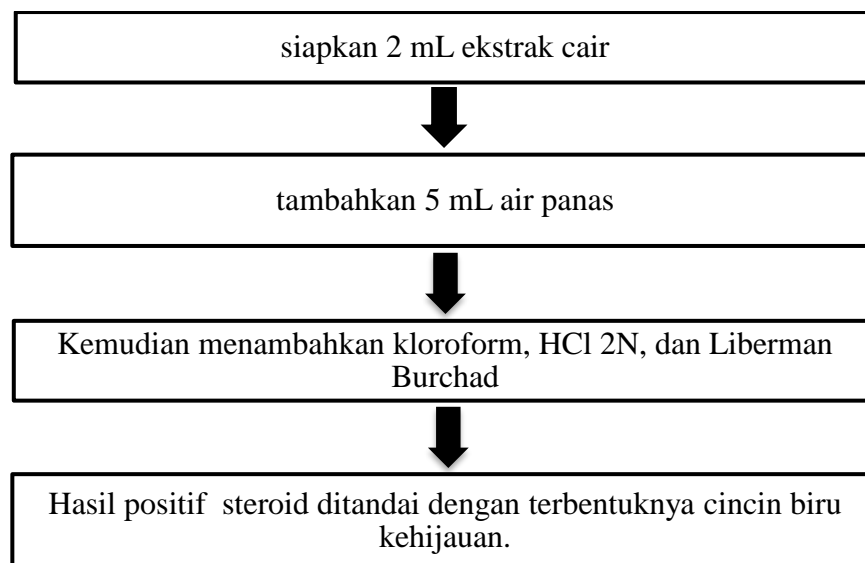 siapkan 2 mL ekstrak cair
tambahkan 5 mL air panas
Kemudian menambahkan kloroform, HCl 2N, dan Liberman
Burchad
Hasil positif steroid ditandai dengan terbentuknya cincin biru
kehijauan.